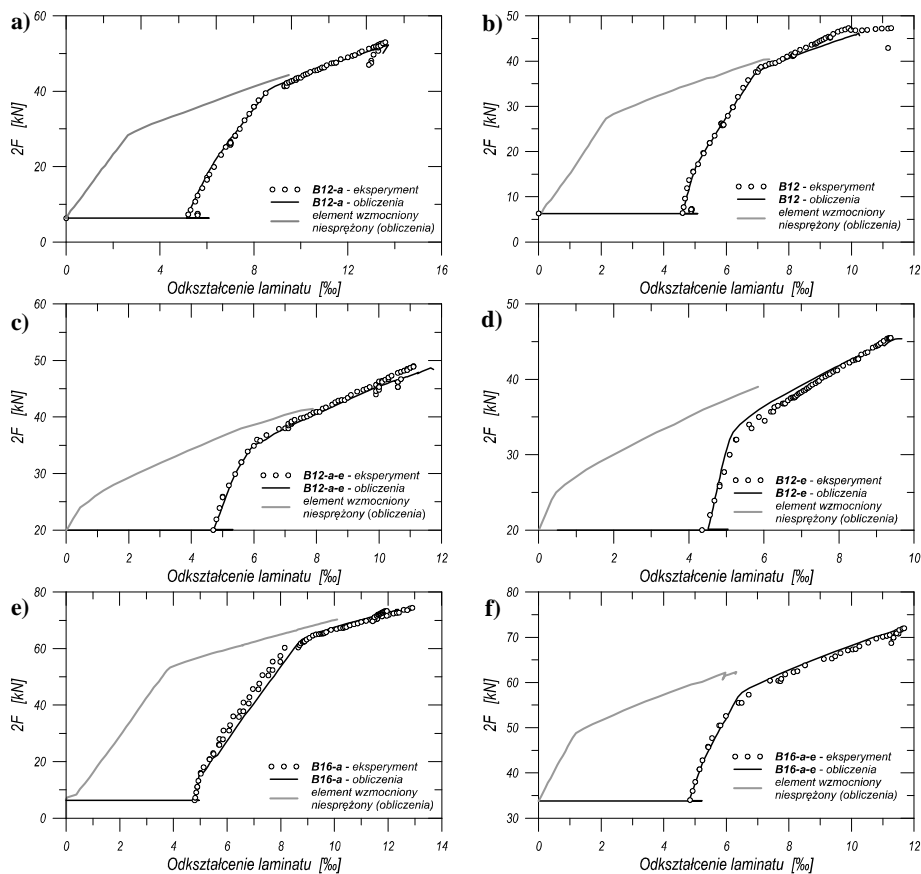 a)
60
40
20
0
2F [kN]
B12-a - eksperyment
B12-a - obliczenia
element wzmocniony
niesprężony (obliczenia)
0 4 8 12 16
Odkształcenie laminatu [‰]
b)
50
40
30
20
10
0
2F [kN]
B12 - eksperyment
B12 - obliczenia
element wzmocniony
niesprężony (obliczenia)
0 2 4 6 8 10 12
Odkształcenie lamiantu [‰]
c)
60
50
40
30
20
2F [kN]
B12-a-e - eksperyment
B12-a-e - obliczenia
element wzmocniony
niesprężony (obliczenia)
0 2 4 6 8 10 12
Odkształcenie laminatu [‰]
d)
50
40
30
20
2F [kN]
B12-e - eksperyment
B12-e - obliczenia
element wzmocniony
niesprężony (obliczenia)
0 2 4 6 8 10
Odkształcenie laminatu [‰]
e)
80
60
40
20
0
2F [kN]
B16-a - eksperyment
B16-a - obliczenia
element wzmocniony
niesprężony (obliczenia)
0 2 4 6 8 10 12 14
Odkształcenie laminatu [‰]
f)
80
70
60
50
40
30
2F [kN]
B16-a-e - eksperyment
B16-a-e - obliczenia
element wzmocniony
niesprężony (obliczenia)
0 2 4 6 8 10 12
Odkształcenie laminatu [‰]